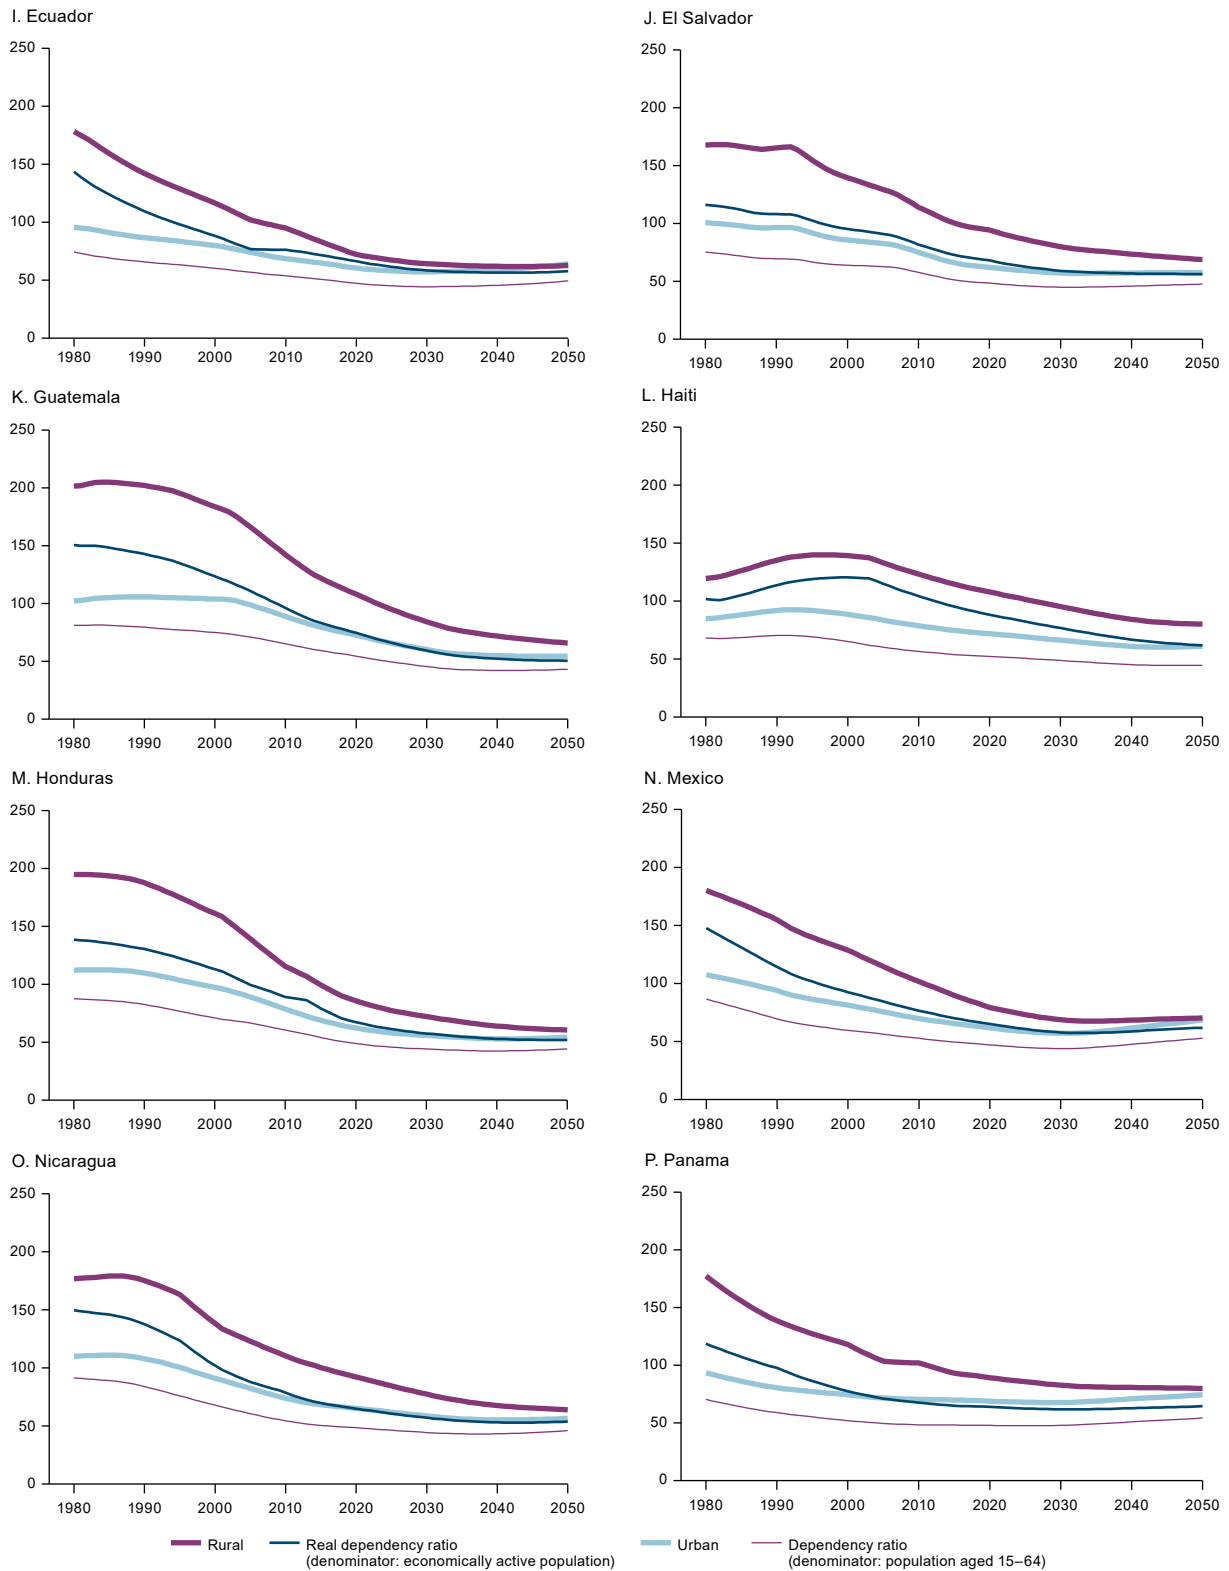 I. Ecuador
250
200
150
100
50
0
1980 1990 2000 2010 2020 2030 2040 2050
J. El Salvador
250
200
150
100
50
0
1980 1990 2000 2010 2020 2030 2040 2050
K. Guatemala
250
200
150
100
50
0
1980 1990 2000 2010 2020 2030 2040 2050
L. Haiti
250
200
150
100
50
0
1980 1990 2000 2010 2020 2030 2040 2050
M. Honduras
250
200
150
100
50
0
1980 1990 2000 2010 2020 2030 2040 2050
N. Mexico
250
200
150
100
50
0
1980 1990 2000 2010 2020 2030 2040 2050
O. Nicaragua
250
200
150
100
50
0
1980 1990 2000 2010 2020 2030 2040 2050
P. Panama
250
200
150
100
50
0
1980 1990 2000 2010 2020 2030 2040 2050
Rural
Real dependency ratio
(denominator: economically active population)
Urban
Dependency ratio
(denominator: population aged 15–64)